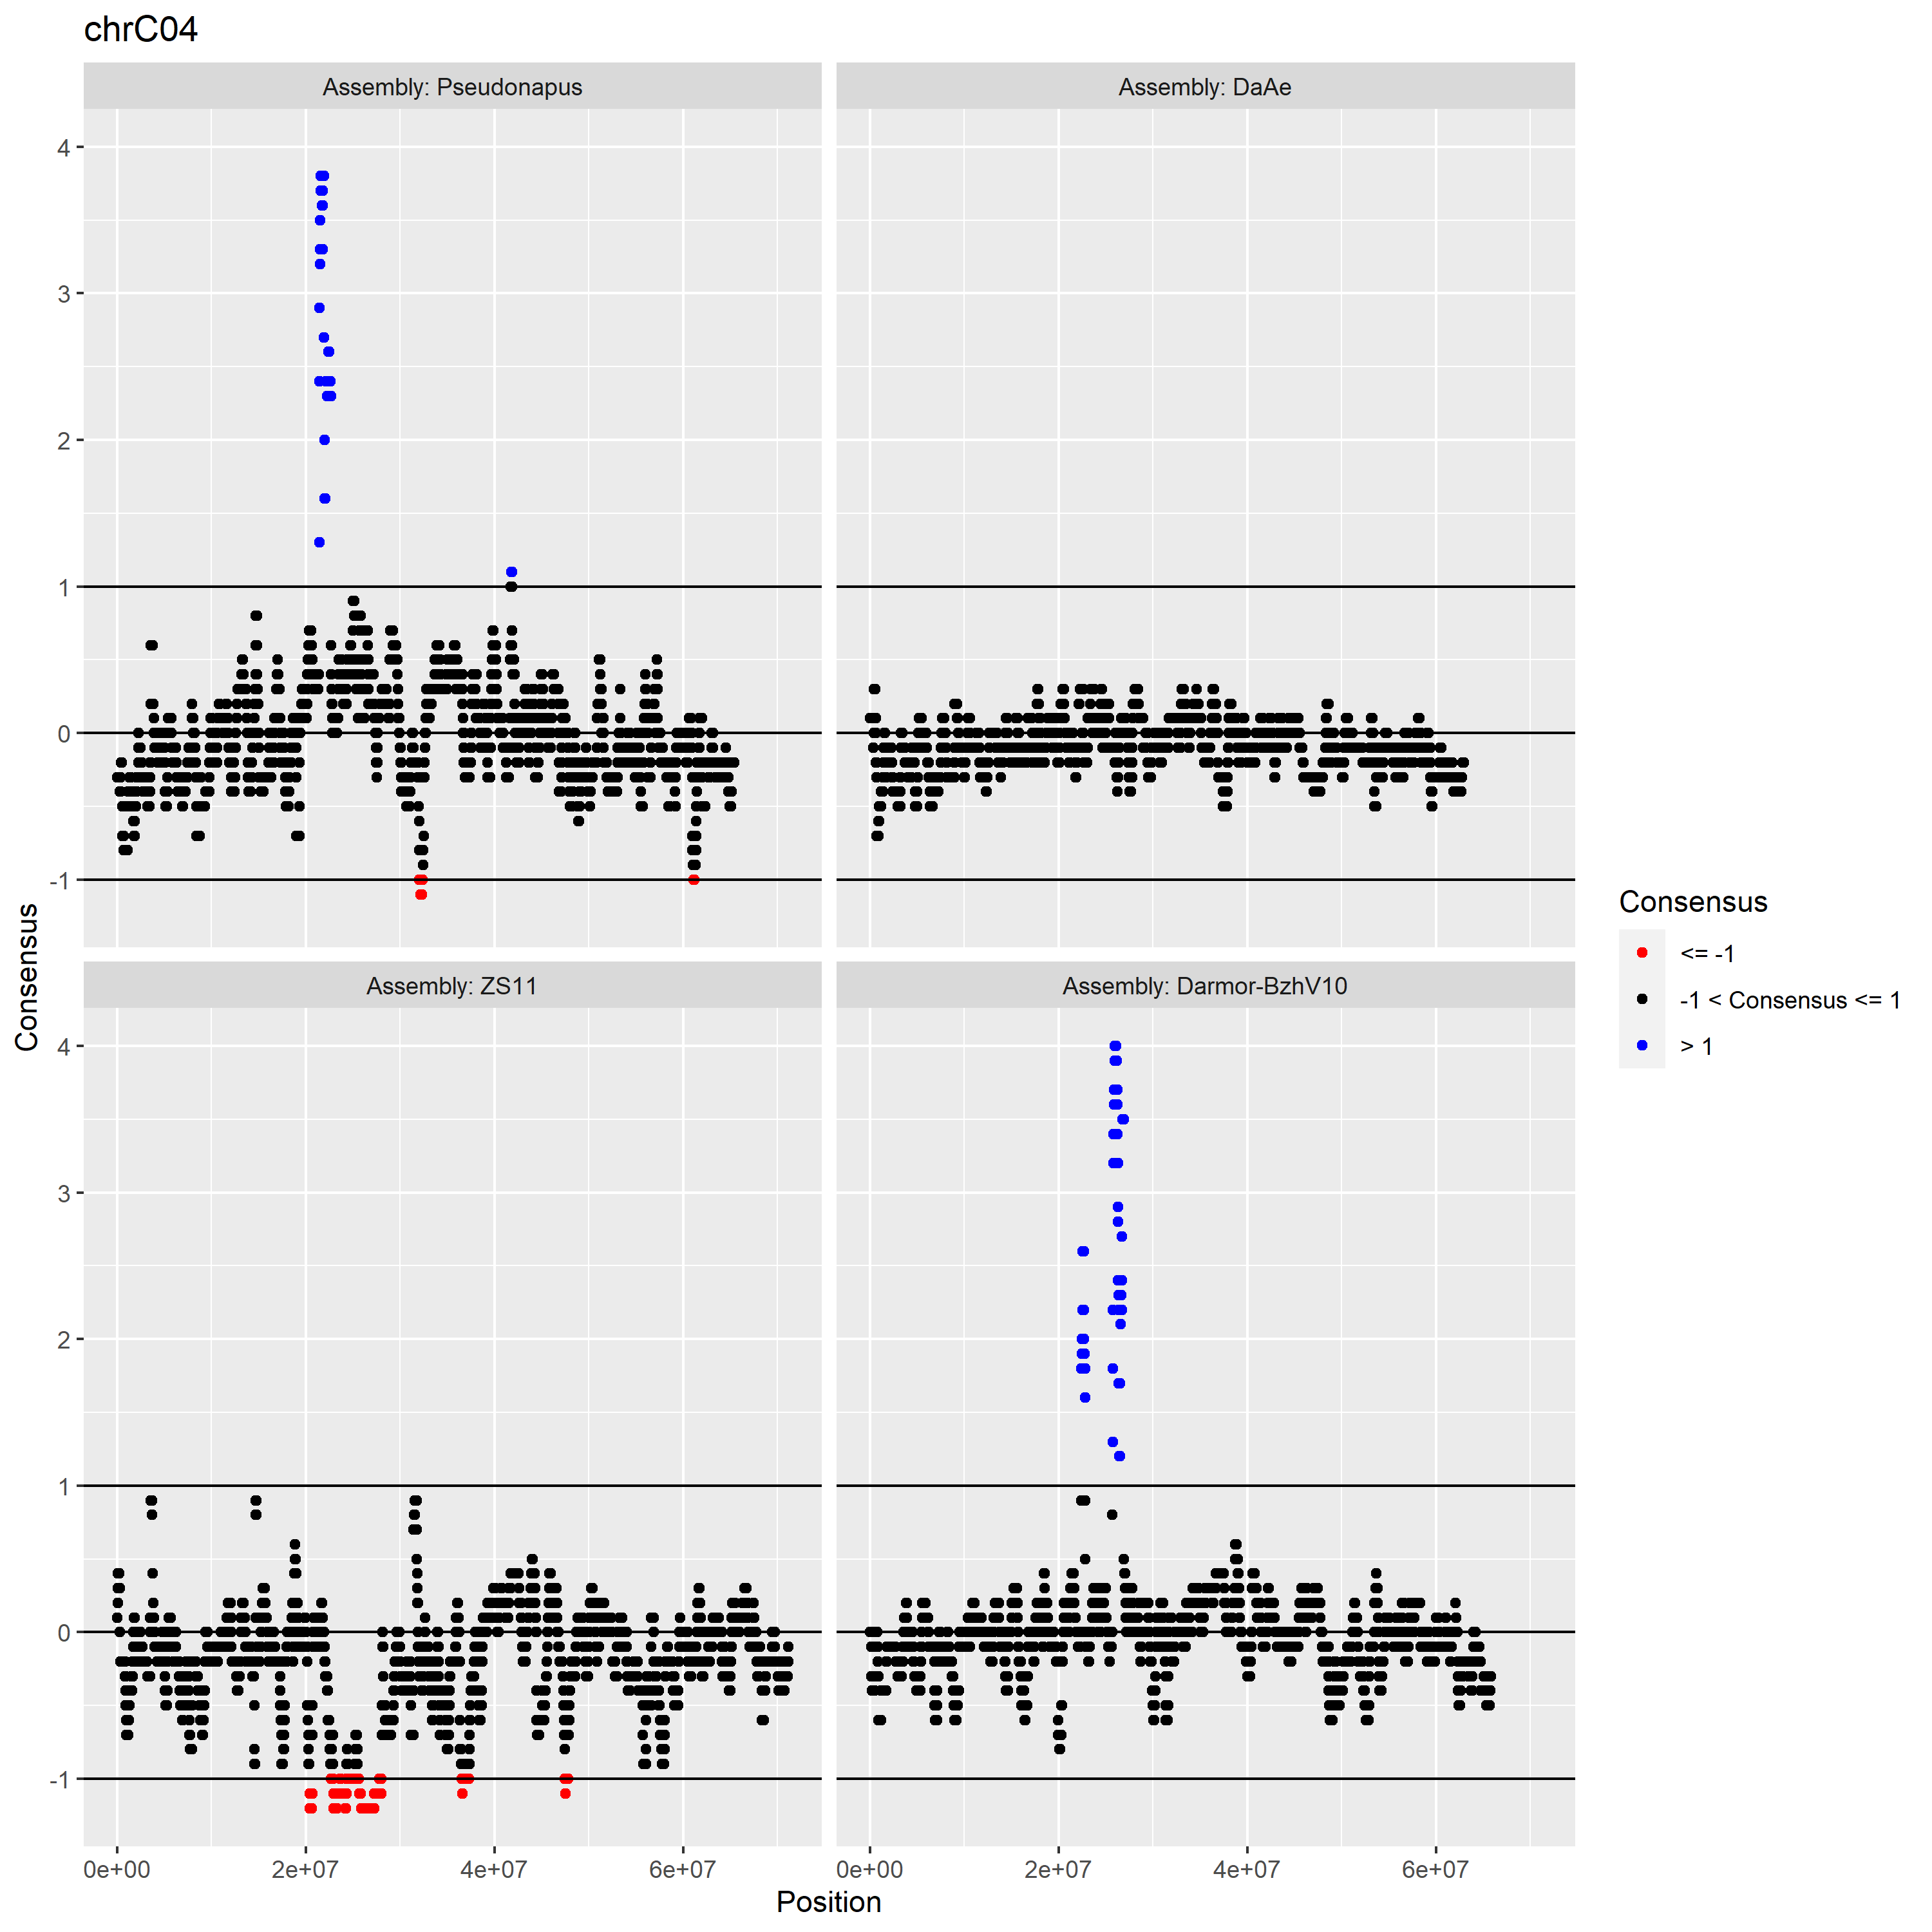 chrC04
Assembly: Pseudonapus
Assembly: DaAe
4
3
2
1
0
-1
Assembly: ZS11
Assembly: Darmor-BzhV10
4
3
2
1
0
-1
Consensus
0e+00 2e+07 4e+07 6e+07
0e+00 2e+07 4e+07 6e+07
Position
Consensus
<= -1
-1 < Consensus <= 1
> 1